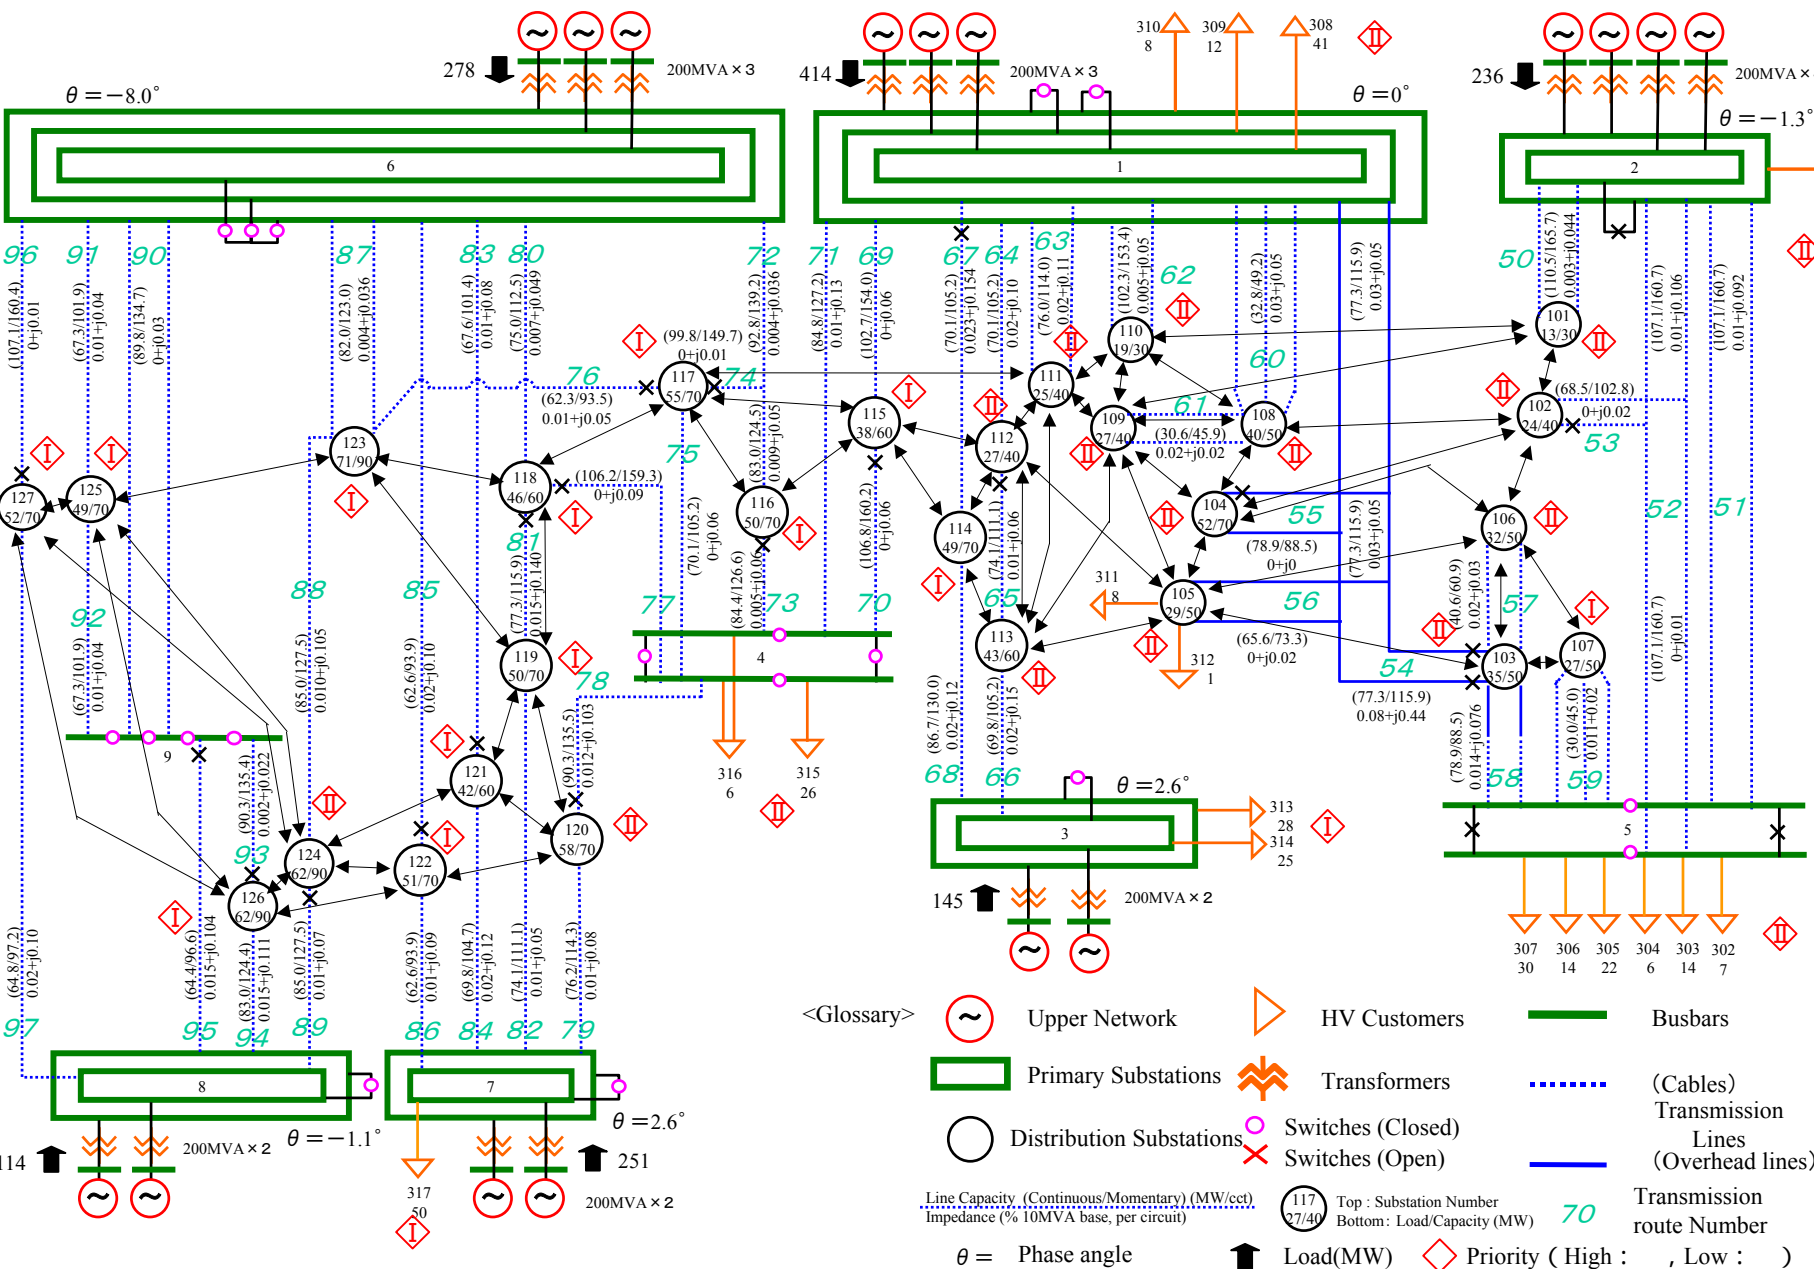 278
200MVA×3
θ=−8.0°
6
414
200MVA×3
310
8
309
12
308
41
II
θ=0°
1
236
200MVA×
θ=−1.3°
2
II
96
91
90
87
83
80
72
71
69
67
64
63
62
50
(107.1/160.4)
0+j0.01
(67.3/101.9)
0.01+j0.04
(89.8/134.7)
0+j0.03
(82.0/123.0)
0.004+j0.036
(67.6/101.4)
0.01+j0.08
(75.0/112.5)
0.007+j0.049
(92.8/139.2)
0.004+j0.036
(84.8/127.2)
0.01+j0.13
(102.7/154.0)
0+j0.06
(70.1/105.2)
0.023+j0.154
(70.1/105.2)
0.02+j0.10
(76.0/114.0)
0.02+j0.11
(102.3/153.4)
0.005+j0.05
(32.8/49.2)
0.03+j0.05
(77.3/115.9)
0.03+j0.05
(110.5/165.7)
0.003+j0.044
(107.1/160.7)
0.01+j0.106
(107.1/160.7)
0.01+j0.092
II
110
19/30
101
13/30
II
I
(99.8/149.7)
0+j0.01
117
55/70
74
76
(62.3/93.5)
0.01+j0.05
II
111
25/40
60
61
I
115
38/60
II
112
27/40
109
27/40
II
(30.6/45.9)
0.02+j0.02
108
40/50
II
II
102
24/40
(68.5/102.8)
0+j0.02
53
123
71/90
I
I
127
52/70
I
125
49/70
118
46/60
I
(106.2/159.3)
0+j0.09
75
(83.0/124.5)
0.009+j0.05
116
50/70
I
(70.1/105.2)
0+j0.06
(106.8/160.2)
0+j0.06
114
49/70
I
(74.1/111.1)
0.01+j0.06
104
52/70
II
55
(78.9/88.5)
0+j0
(77.3/115.9)
0.03+j0.05
106
32/50
II
52
51
81
(77.3/115.9)
0.015+j0.140
88
85
77
(84.4/126.6)
0.005+j0.06
73
70
65
311
8
105
29/50
II
56
(65.6/73.3)
0+j0.02
(40.6/60.9)
0.02+j0.03
57
I
II
103
35/50
107
27/50
(107.1/160.7)
0+j0.01
92
(67.3/101.9)
0.01+j0.04
(85.0/127.5)
0.010+j0.105
(62.6/93.9)
0.02+j0.10
119
50/70
I
78
4
113
43/60
II
312
1
54
(77.3/115.9)
0.08+j0.44
(78.9/88.5)
0.014+j0.076
58
(30.0/45.0)
0.011+0.02
59
9
(90.3/135.4)
0.002+j0.022
93
I
121
42/60
(90.3/135.5)
0.012+j0.103
316
6
II
315
26
(86.7/130.0)
0.02+j0.12
68
(69.8/105.2)
0.02+j0.15
66
θ=2.6°
3
313
28
314
25
I
5
II
124
62/90
I
122
51/70
120
58/70
II
126
62/90
I
145
200MVA×2
307
30
306
14
305
22
304
6
303
14
302
7
II
(64.8/97.2)
0.02+j0.10
97
(64.4/96.6)
0.015+j0.104
95
(83.0/124.4)
0.015+j0.11
94
(85.0/127.5)
0.01+j0.07
89
(62.6/93.9)
0.01+j0.09
86
(69.8/104.7)
0.02+j0.12
84
(74.1/111.1)
0.01+j0.05
82
(76.2/114.3)
0.01+j0.08
79
8
θ=−1.1°
200MVA×2
114
7
θ=2.6°
251
200MVA×2
317
50
I
<Glossary>
Upper Network
HV Customers
Busbars
Primary Substations
Transformers
(Cables)
Transmission
Lines
(Overhead lines)
Distribution Substations
Switches (Closed)
Switches (Open)
Line Capacity (Continuous/Momentary) (MW/cct)
Impedance (% 10MVA base, per circuit)
117
27/40
Top : Substation Number
Bottom : Load/Capacity (MW)
70
Transmission
route Number
θ= Phase angle
Load(MW)
Priority ( High : , Low : )